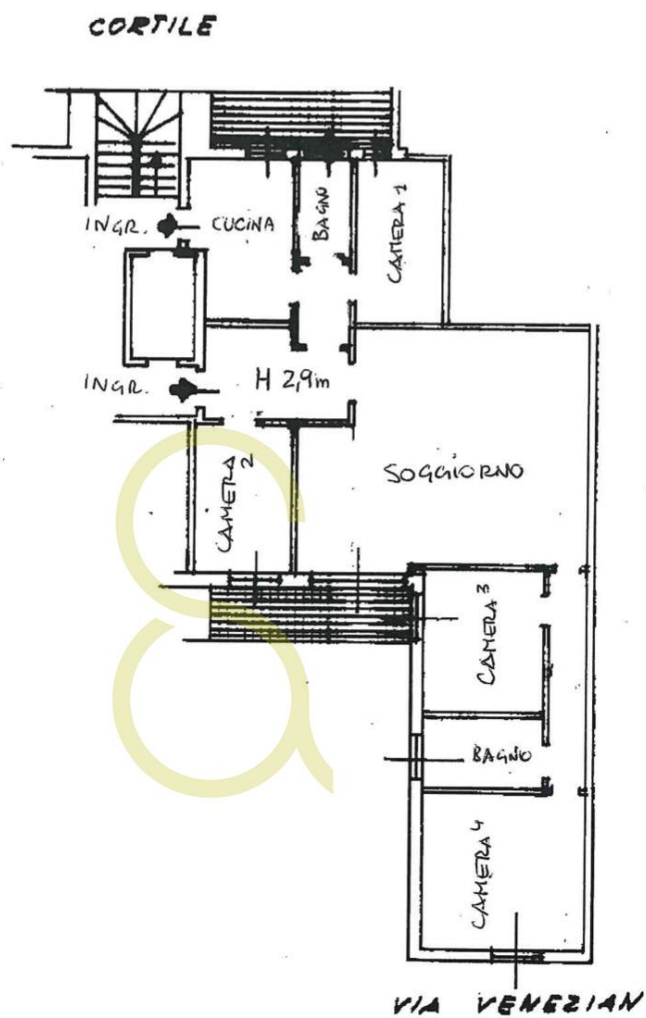 CORTILE
INGR.
CUCINA
BAGNO
CAMERA 1
INGR.
H 2,9m
CAMERA 2
SOGGIORNO
CAMERA 3
BAGNO
CAMERA 4
VIA VENEZIAN